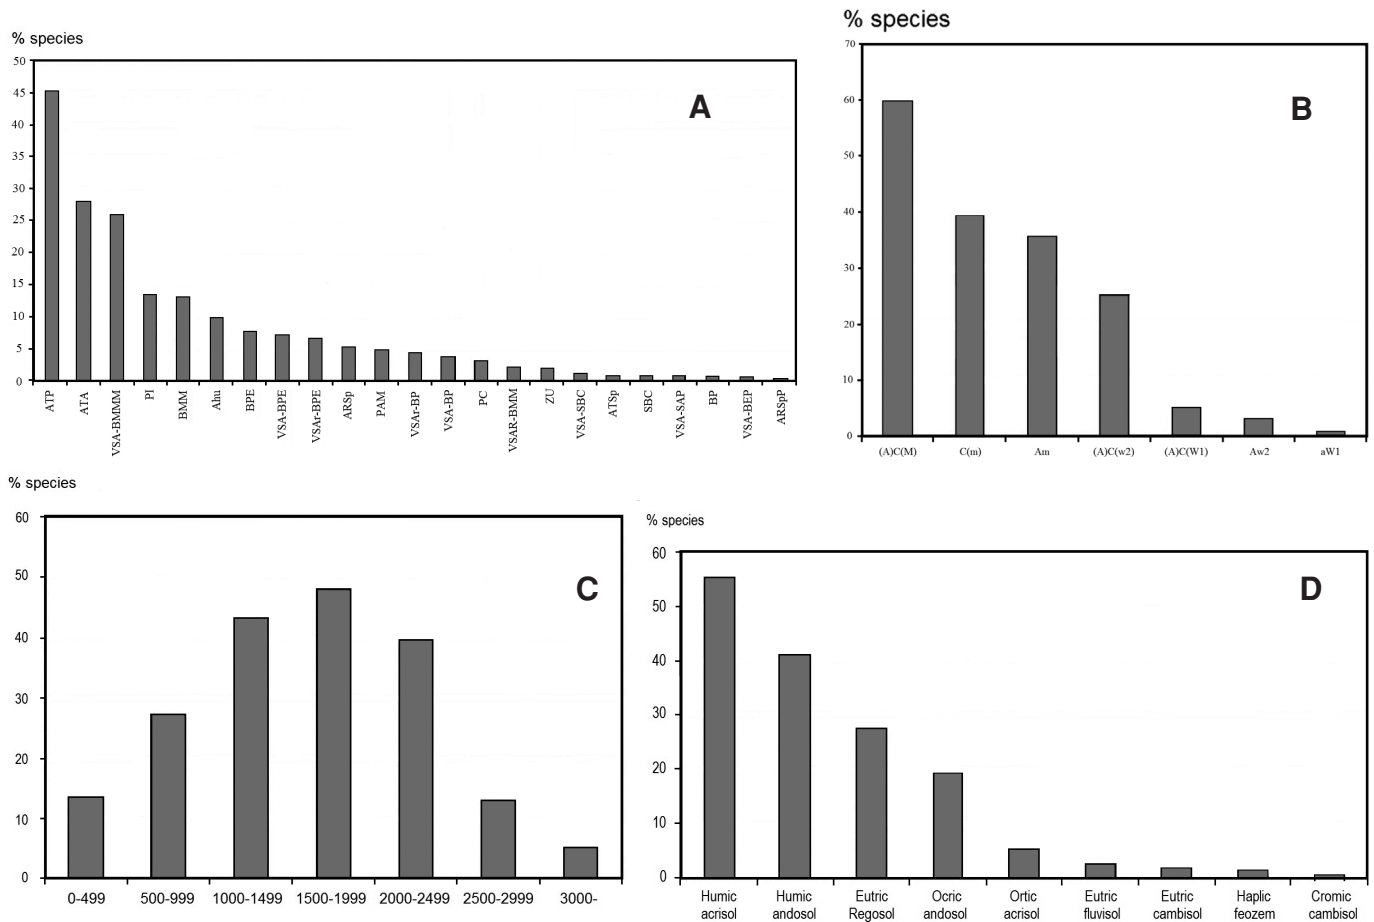 % species
50
45
40
35
30
25
20
15
10
5
0
A
ATP
ATA
VSA-BMMM
PI
BMM
Ahu
BPE
VSA-BPE
VSAr-BPE
ARSp
PAM
VSAr-BP
VSA-BP
PC
VSAR-BMM
ZU
VSA-SBC
ATSp
SBC
VSA-SAP
BP
VSA-BEP
ARSpP
% species
70
60
50
40
30
20
10
0
B
(A)C(M)
C(m)
Am
(A)C(w2)
(A)C(W1)
Aw2
aW1
% species
60
50
40
30
20
10
0
C
0-499
500-999
1000-1499
1500-1999
2000-2499
2500-2999
3000-
% species
60
50
40
30
20
10
0
D
Humic
acrisol
Humic
andosol
Eutric
Regosol
Ocric
andosol
Ortic
acrisol
Eutric
fluvisol
Eutric
cambisol
Haplic
feozem
Cromic
cambisol